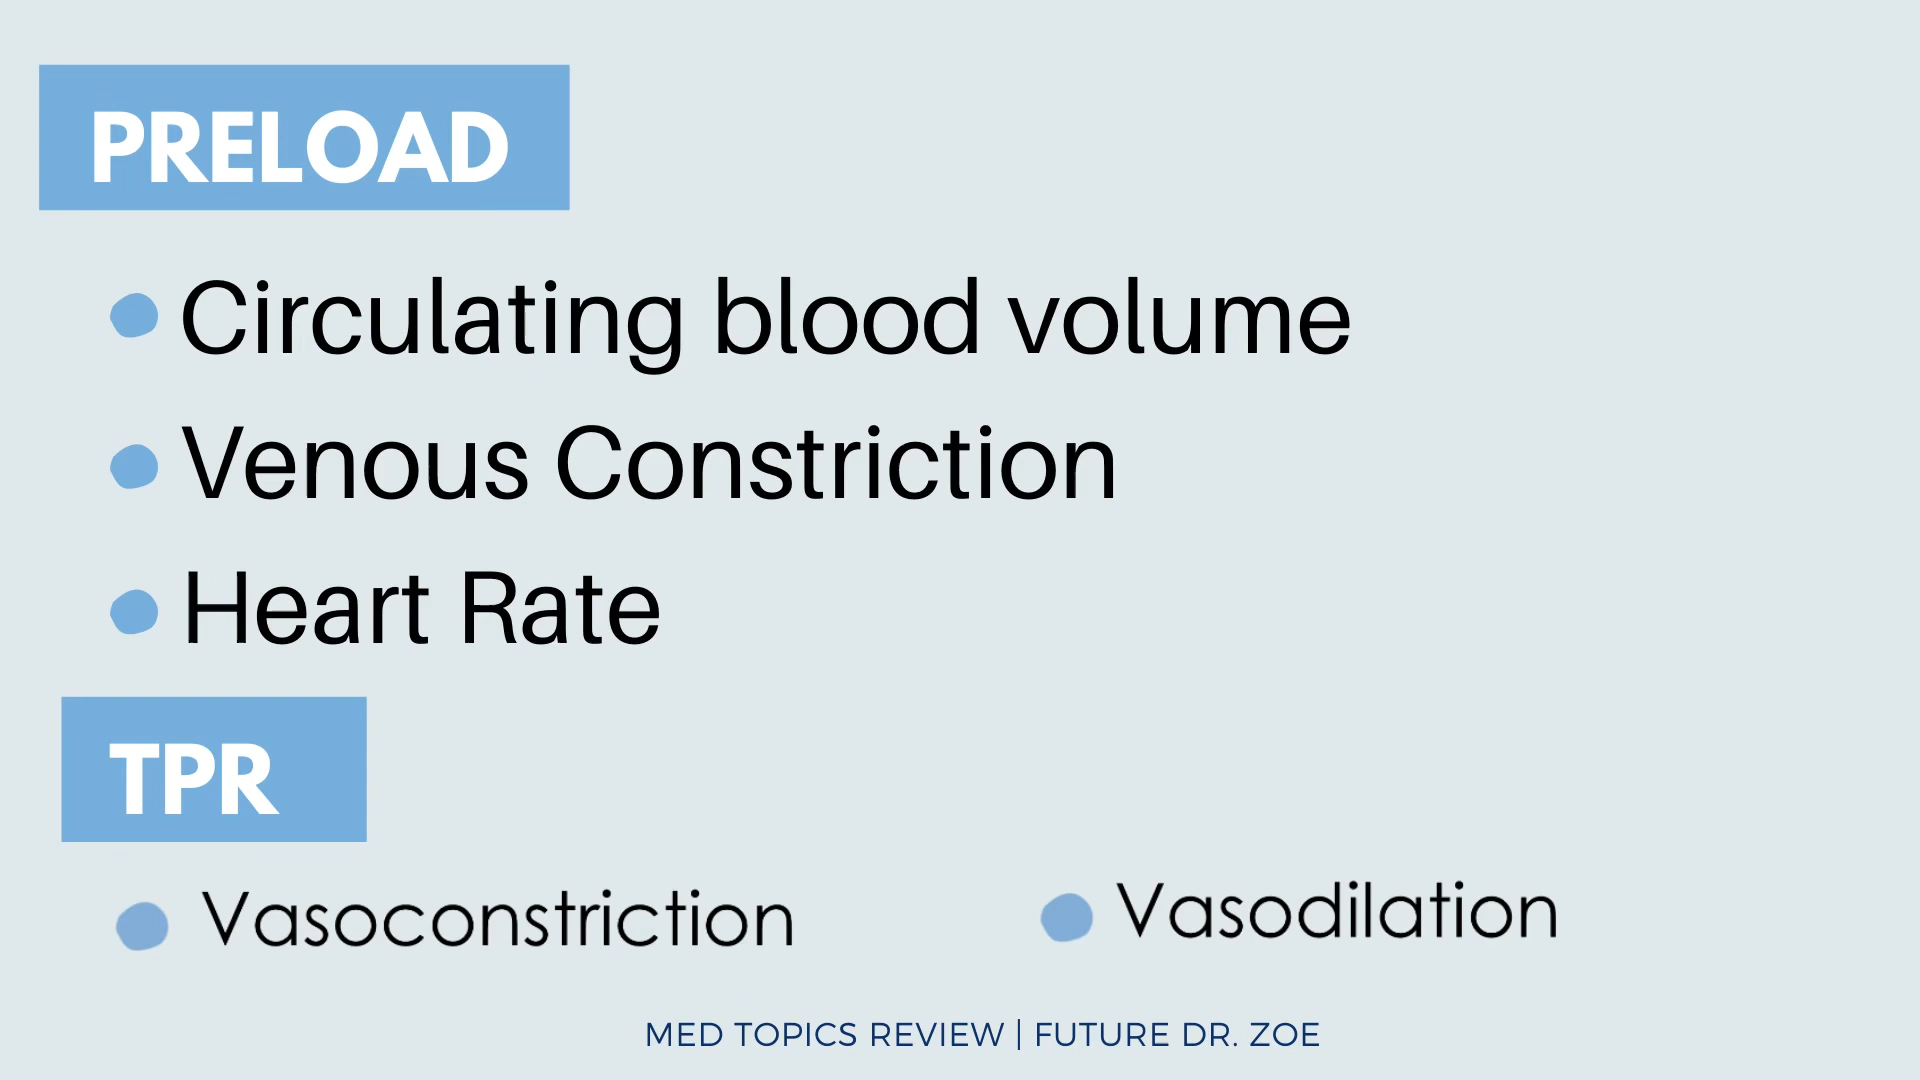 PRELOAD
Circulating blood volume
Venous Constriction
Heart Rate
TPR
Vasoconstriction
Vasodilation
MED TOPICS REVIEW | FUTURE DR. ZOE